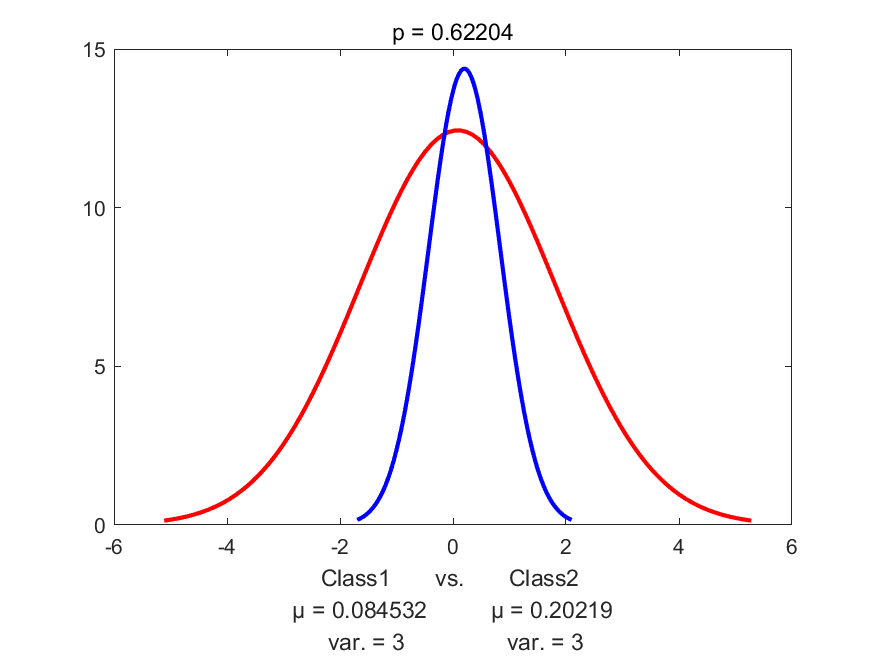 p = 0.62204
15
10
5
0
-6 -4 -2 0 2 4 6
Class1 vs. Class2
µ = 0.084532 µ = 0.20219
var. = 3 var. = 3